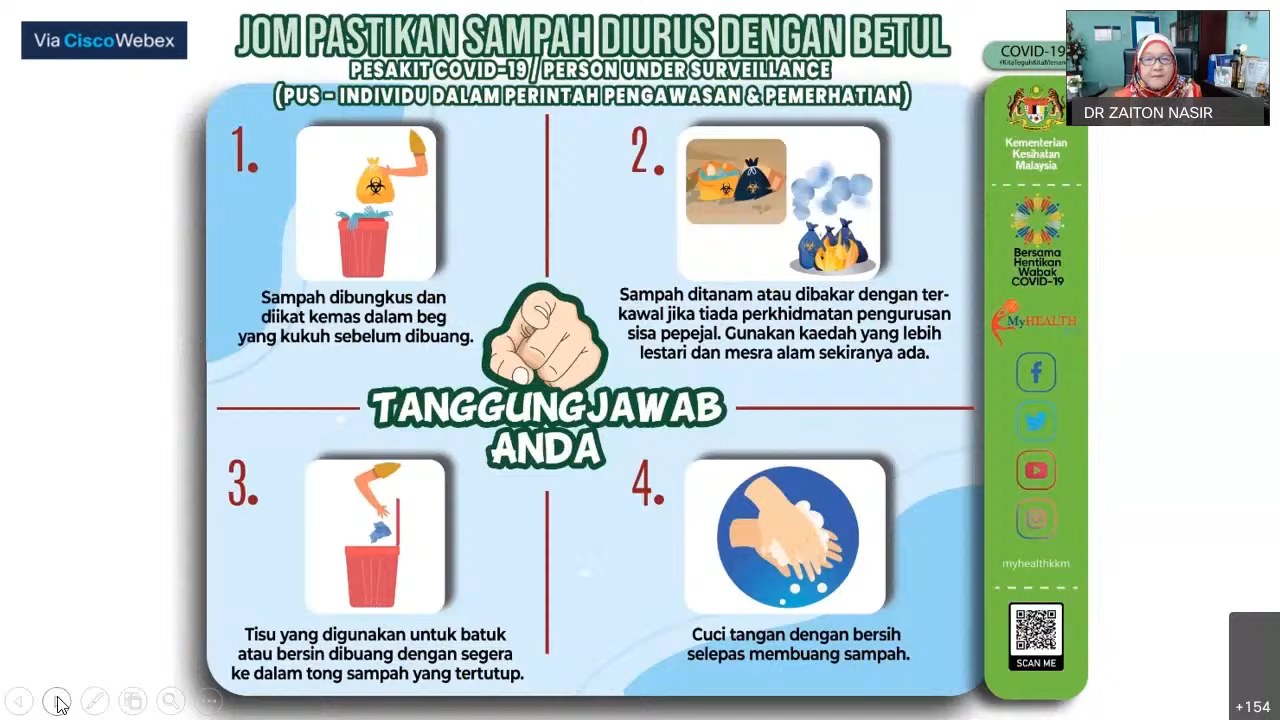 Via Cisco Webex
JOM PASTIKAN SAMPAH DIURUS DENGAN BETUL
PESAKIT COVID-19 / PERSON UNDER SURVEILLANCE
(PUS - INDIVIDU DALAM PERINTAH PENGAWASAN & PEMERHATIAN)
1.
Sampah dibungkus dan
diikat kemas dalam beg
yang kukuh sebelum dibuang.
2.
Sampah ditanam atau dibakar dengan ter-
kawal jika tiada perkhidmatan pengurusan
sisa pepejal. Gunakan kaedah yang lebih
lestari dan mesra alam sekiranya ada.
TANGGUNGJAWAB
ANDA
3.
Tisu yang digunakan untuk batuk
atau bersin dibuang dengan segera
ke dalam tong sampah yang tertutup.
4.
Cuci tangan dengan bersih
selepas membuang sampah.
COVID-19
DR ZAITON NASIR
Kementerian
Kesihatan
Malaysia
Bersama
Hentikan
Wabak
COVID-19
MyHEALTH
myhealthkkm
SCAN ME
+154